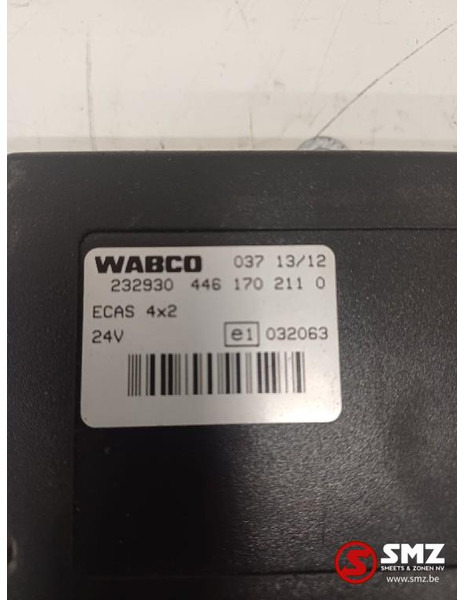 WABCO 037 13/12
232930 446 170 211 0
ECAS 4x2
24V e1 032063
SMZ
SMEETS & ZONEN NV
www.smz.be